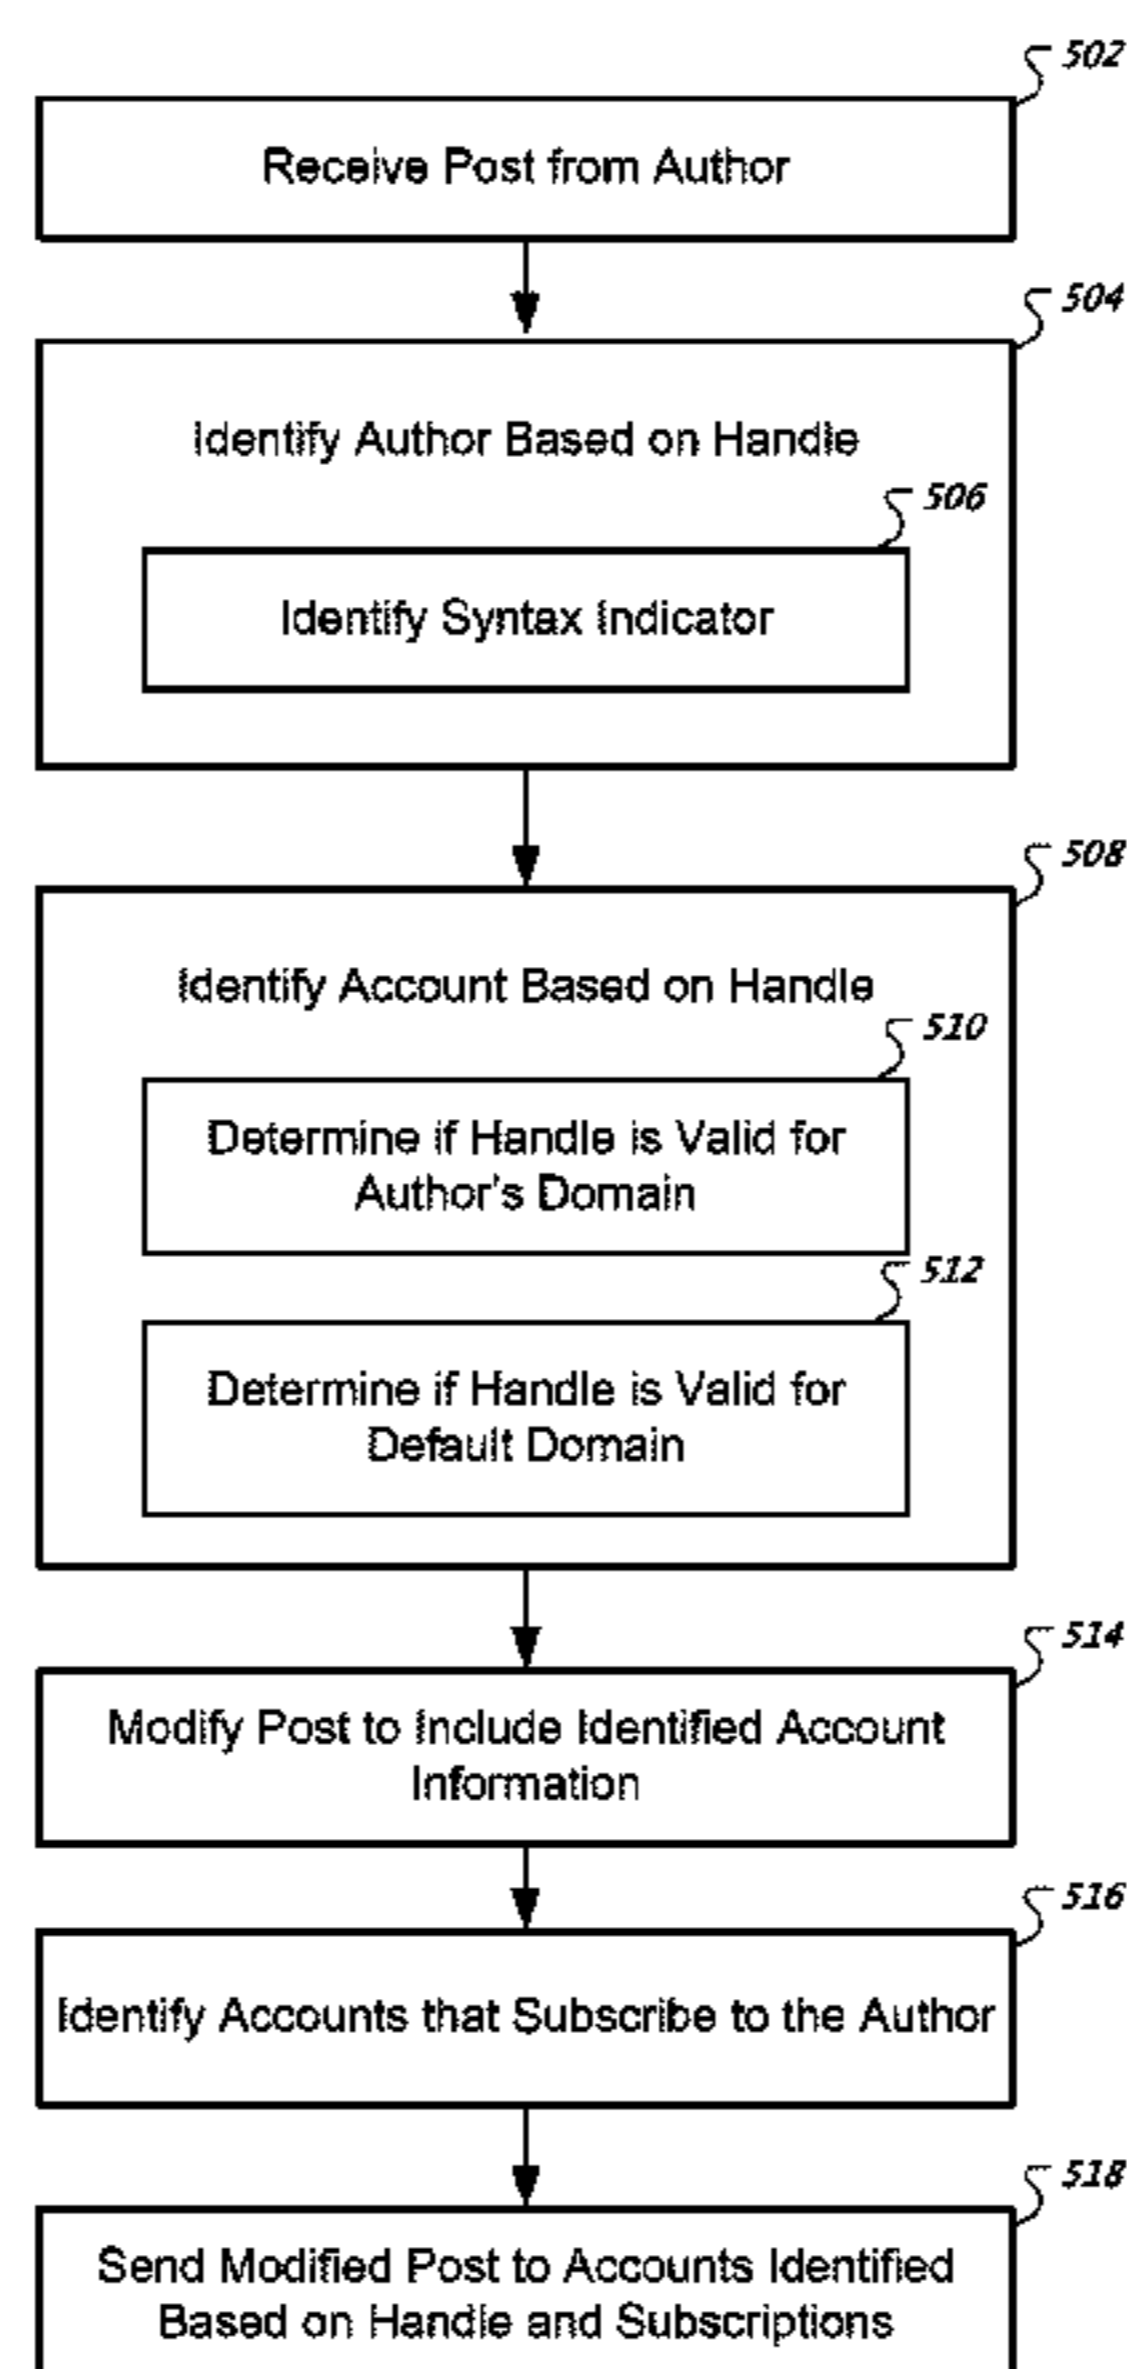 502
Receive Post from Author
504
Identify Author Based on Handle
506
Identify Syntax Indicator
508
Identify Account Based on Handle
510
Determine if Handle is Valid for
Author's Domain
512
Determine if Handle is Valid for
Default Domain
514
Modify Post to Include Identified Account
Information
516
Identify Accounts that Subscribe to the Author
518
Send Modified Post to Accounts Identified
Based on Handle and Subscriptions